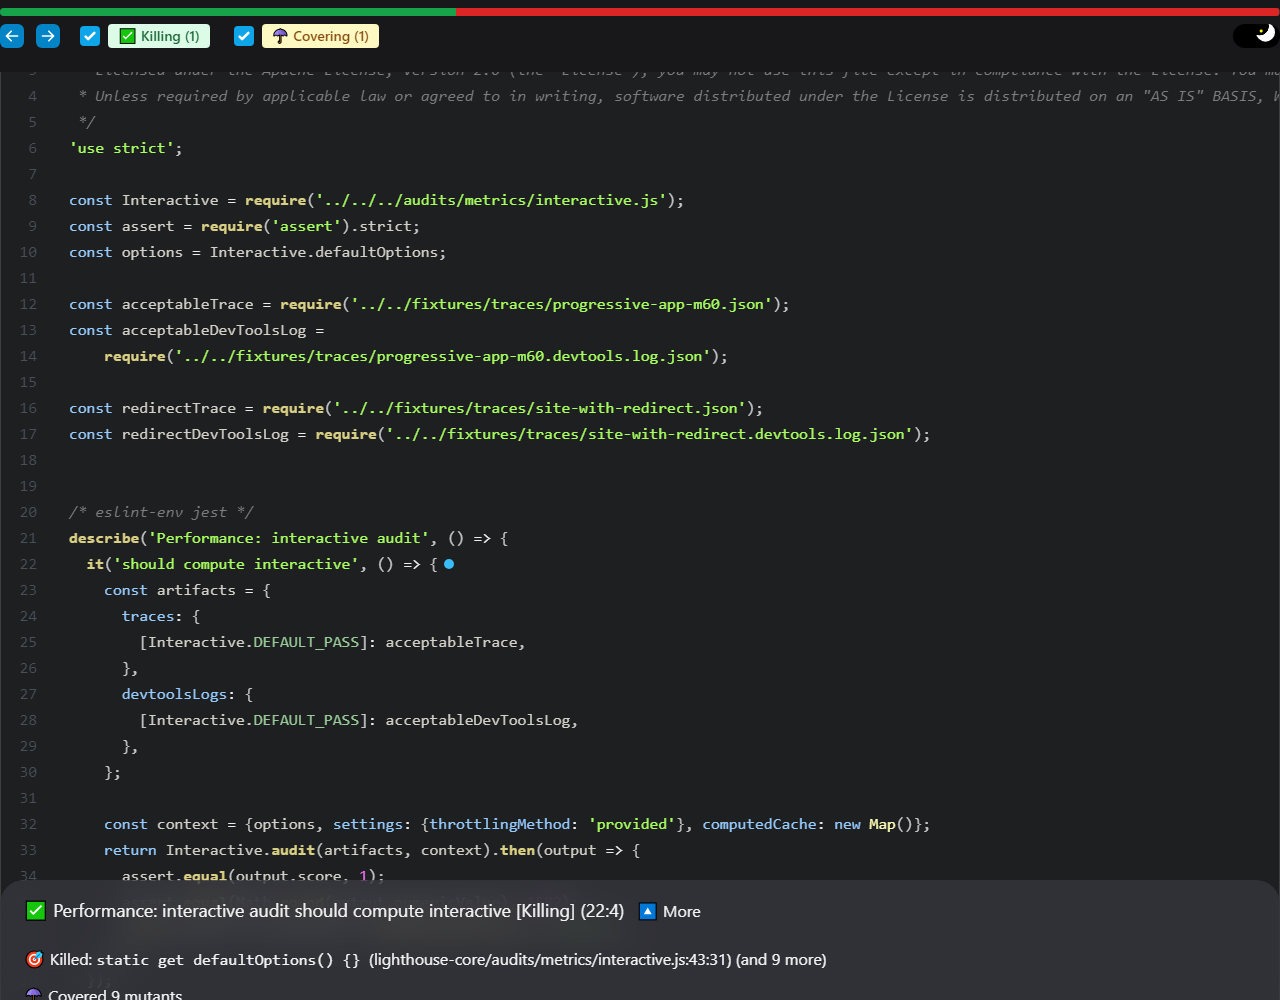 Killing (1)
Covering (1)
3 * Licensed under the Apache License, Version 2.0 (the "License"); you may not use this file except in compliance with the License. You
4 * Unless required by applicable law or agreed to in writing, software distributed under the License is distributed on an "AS IS" BASIS,
5 */
6 'use strict';
7
8 const Interactive = require('../../../audits/metrics/interactive.js');
9 const assert = require('assert').strict;
10 const options = Interactive.defaultOptions;
11
12 const acceptableTrace = require('../../fixtures/traces/progressive-app-m60.json');
13 const acceptableDevToolsLog =
14 require('../../fixtures/traces/progressive-app-m60.devtools.log.json');
15
16 const redirectTrace = require('../../fixtures/traces/site-with-redirect.json');
17 const redirectDevToolsLog = require('../../fixtures/traces/site-with-redirect.devtools.log.json');
18
19
20 /* eslint-env jest */
21 describe('Performance: interactive audit', () => {
22 it('should compute interactive', () => {
23 const artifacts = {
24 traces: {
25 [Interactive.DEFAULT_PASS]: acceptableTrace,
26 },
27 devtoolsLogs: {
28 [Interactive.DEFAULT_PASS]: acceptableDevToolsLog,
29 },
30 };
31
32 const context = {options, settings: {throttlingMethod: 'provided'}, computedCache: new Map()};
33 return Interactive.audit(artifacts, context).then(output => {
34 assert.equal(output.score, 1);
Performance: interactive audit should compute interactive [Killing] (22:4) More
Killed: static get defaultOptions() {} (lighthouse-core/audits/metrics/interactive.js:43:31) (and 9 more)
Covered 9 mutants